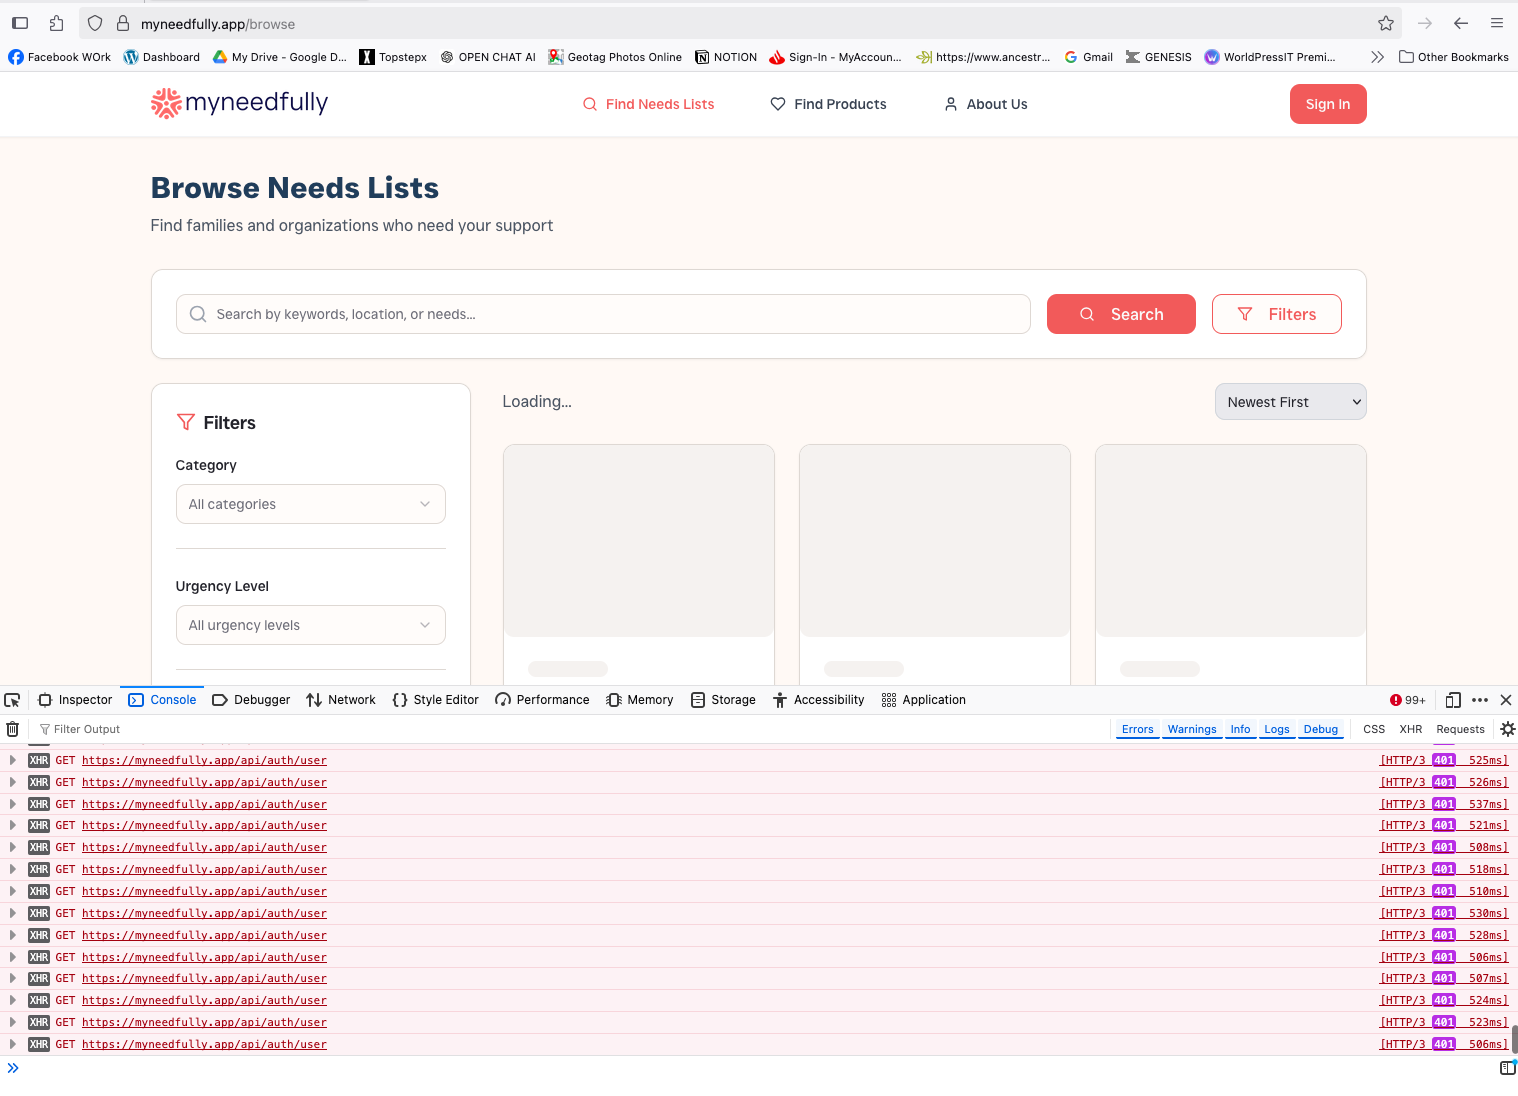 myneedfully.app/browse
Facebook WOrk Dashboard My Drive - Google D... Topstepx OPEN CHAT AI Geotag Photos Online NOTION Sign-In - MyAccoun... https://www.ancestr... Gmail GENESIS WorldPressIT Premi... Other Bookmarks
myneedfully Find Needs Lists Find Products About Us Sign In
Browse Needs Lists
Find families and organizations who need your support
Search by keywords, location, or needs... Search Filters
Filters
Category
All categories
Urgency Level
All urgency levels
Loading... Newest First
Inspector Console Debugger Network Style Editor Performance Memory Storage Accessibility Application 99+
Filter Output Errors Warnings Info Logs Debug CSS XHR Requests
XHR GET https://myneedfully.app/api/auth/user [HTTP/3 401 525ms]
XHR GET https://myneedfully.app/api/auth/user [HTTP/3 401 526ms]
XHR GET https://myneedfully.app/api/auth/user [HTTP/3 401 537ms]
XHR GET https://myneedfully.app/api/auth/user [HTTP/3 401 521ms]
XHR GET https://myneedfully.app/api/auth/user [HTTP/3 401 508ms]
XHR GET https://myneedfully.app/api/auth/user [HTTP/3 401 518ms]
XHR GET https://myneedfully.app/api/auth/user [HTTP/3 401 510ms]
XHR GET https://myneedfully.app/api/auth/user [HTTP/3 401 530ms]
XHR GET https://myneedfully.app/api/auth/user [HTTP/3 401 528ms]
XHR GET https://myneedfully.app/api/auth/user [HTTP/3 401 506ms]
XHR GET https://myneedfully.app/api/auth/user [HTTP/3 401 507ms]
XHR GET https://myneedfully.app/api/auth/user [HTTP/3 401 524ms]
XHR GET https://myneedfully.app/api/auth/user [HTTP/3 401 523ms]
XHR GET https://myneedfully.app/api/auth/user [HTTP/3 401 506ms]